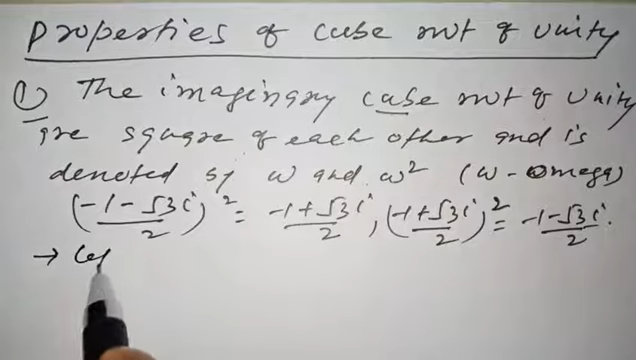 Properties of cube root of unity
① The imaginary cube root of unity
are square of each other and is
denoted by ω and ω² (ω - omega)
((-1-√3i)/2)² = (-1+√3i)/2, ((-1+√3i)/2)² = (-1-√3i)/2.
→ Let